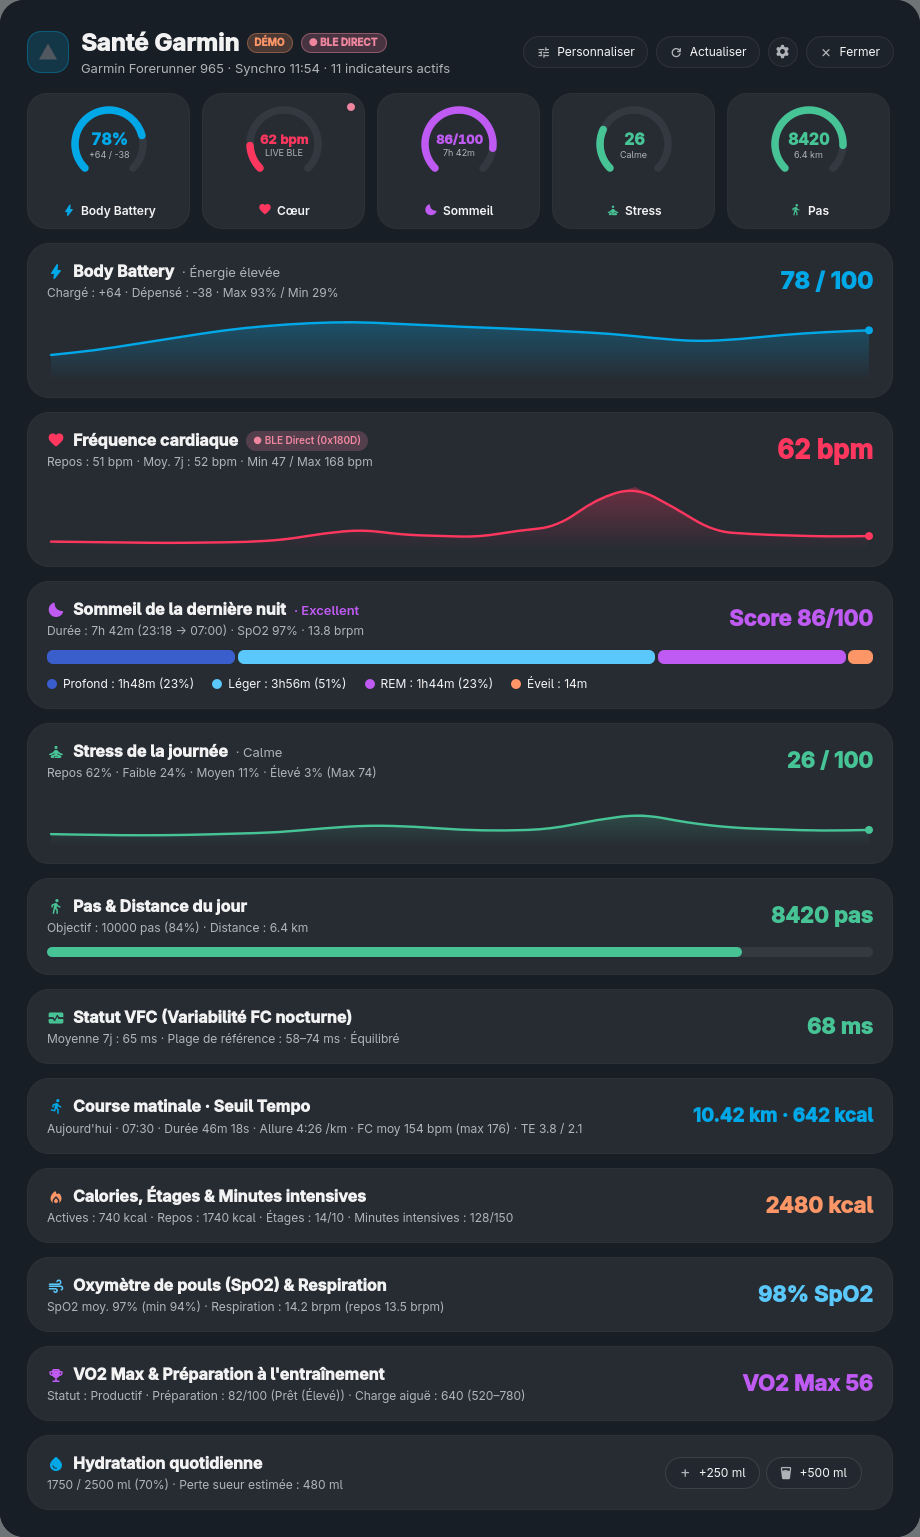 Santé Garmin DÉMO BLE DIRECT
Garmin Forerunner 965 · Synchro 11:54 · 11 indicateurs actifs
Personnaliser
Actualiser
Fermer
78%
+64 / -38
Body Battery
62 bpm
LIVE BLE
Cœur
86/100
7h 42m
Sommeil
26
Calme
Stress
8420
6.4 km
Pas
Body Battery · Énergie élevée
Chargé : +64 · Dépensé : -38 · Max 93% / Min 29%
78 / 100
Fréquence cardiaque BLE Direct (0x180D)
Repos : 51 bpm · Moy. 7j : 52 bpm · Min 47 / Max 168 bpm
62 bpm
Sommeil de la dernière nuit · Excellent
Durée : 7h 42m (23:18 → 07:00) · SpO2 97% · 13.8 brpm
Score 86/100
Profond : 1h48m (23%)
Léger : 3h56m (51%)
REM : 1h44m (23%)
Éveil : 14m
Stress de la journée · Calme
Repos 62% · Faible 24% · Moyen 11% · Élevé 3% (Max 74)
26 / 100
Pas & Distance du jour
Objectif : 10000 pas (84%) · Distance : 6.4 km
8420 pas
Statut VFC (Variabilité FC nocturne)
Moyenne 7j : 65 ms · Plage de référence : 58–74 ms · Équilibré
68 ms
Course matinale · Seuil Tempo
Aujourd'hui · 07:30 · Durée 46m 18s · Allure 4:26 /km · FC moy 154 bpm (max 176) · TE 3.8 / 2.1
10.42 km · 642 kcal
Calories, Étages & Minutes intensives
Actives : 740 kcal · Repos : 1740 kcal · Étages : 14/10 · Minutes intensives : 128/150
2480 kcal
Oxymètre de pouls (SpO2) & Respiration
SpO2 moy. 97% (min 94%) · Respiration : 14.2 brpm (repos 13.5 brpm)
98% SpO2
VO2 Max & Préparation à l'entraînement
Statut : Productif · Préparation : 82/100 (Prêt (Élevé)) · Charge aiguë : 640 (520–780)
VO2 Max 56
Hydratation quotidienne
1750 / 2500 ml (70%) · Perte sueur estimée : 480 ml
+250 ml
+500 ml